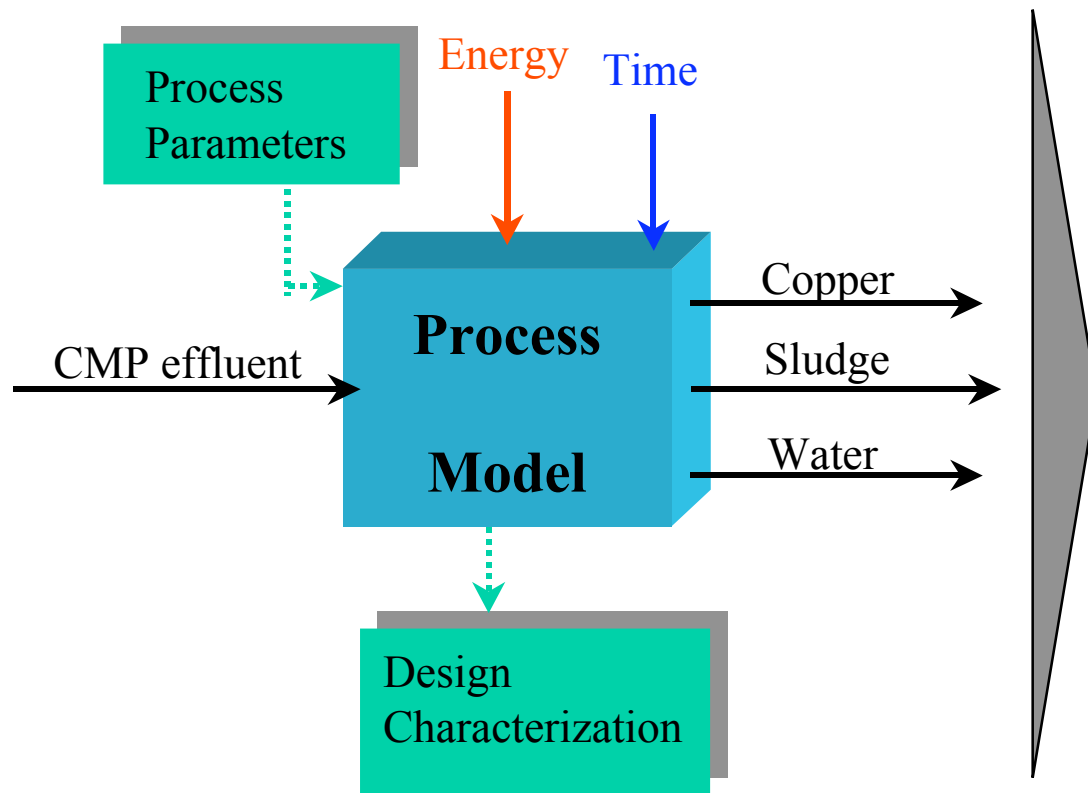 Process
Parameters
Energy
Time
CMP effluent
Process
Model
Copper
Sludge
Water
Design
Characterization